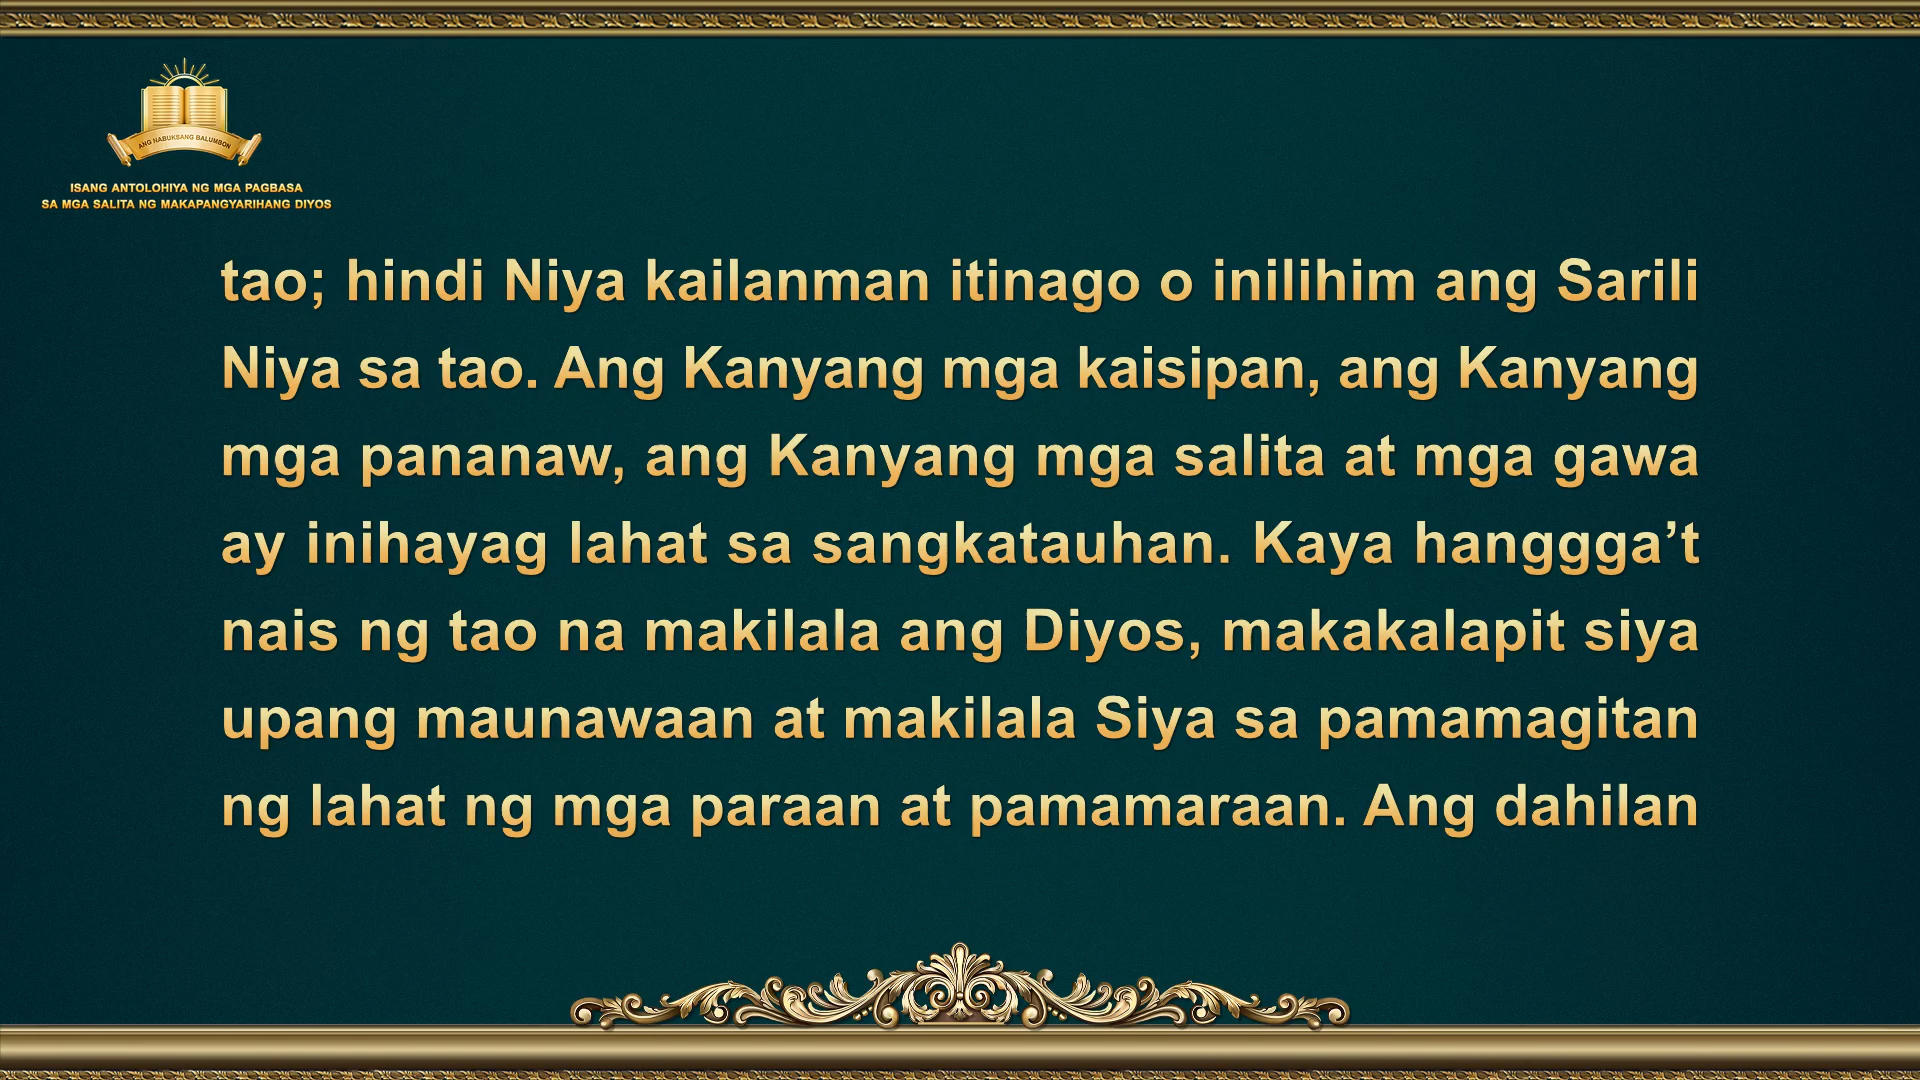 ANG NABUKSANG BALUMBON
ISANG ANTOLOHIYA NG MGA PAGBASA
SA MGA SALITA NG MAKAPANGYARIHANG DIYOS
tao; hindi Niya kailanman itinago o inilihim ang Sarili
Niya sa tao. Ang Kanyang mga kaisipan, ang Kanyang
mga pananaw, ang Kanyang mga salita at mga gawa
ay inihayag lahat sa sangkatauhan. Kaya hanggga’t
nais ng tao na makilala ang Diyos, makakalapit siya
upang maunawaan at makilala Siya sa pamamagitan
ng lahat ng mga paraan at pamamaraan. Ang dahilan